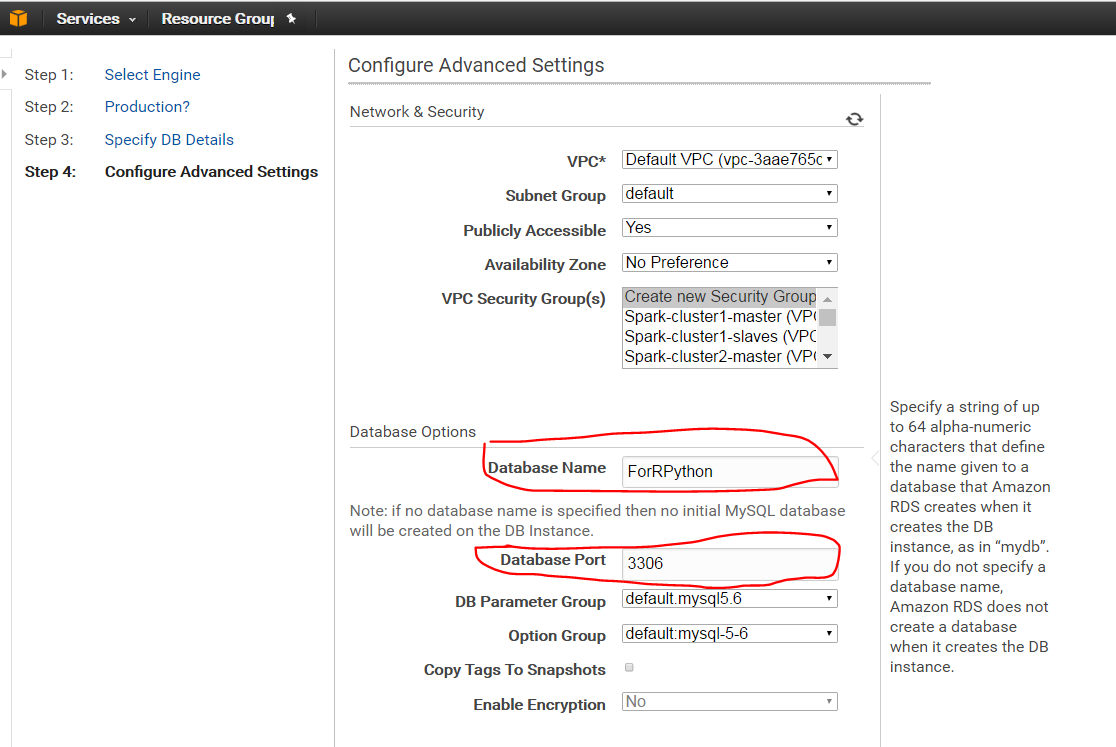 Services
Resource Group
Step 1: Select Engine
Step 2: Production?
Step 3: Specify DB Details
Step 4: Configure Advanced Settings
Configure Advanced Settings
Network & Security
VPC* Default VPC (vpc-3aae765c
Subnet Group default
Publicly Accessible Yes
Availability Zone No Preference
VPC Security Group(s) Create new Security Group
Spark-cluster1-master (VPC
Spark-cluster1-slaves (VPC
Spark-cluster2-master (VPC
Database Options
Database Name ForRPython
Note: if no database name is specified then no initial MySQL database
will be created on the DB Instance.
Database Port 3306
DB Parameter Group default.mysql5.6
Option Group default:mysql-5-6
Copy Tags To Snapshots
Enable Encryption No
Specify a string of up
to 64 alpha-numeric
characters that define
the name given to a
database that Amazon
RDS creates when it
creates the DB
instance, as in “mydb”.
If you do not specify a
database name,
Amazon RDS does not
create a database
when it creates the DB
instance.